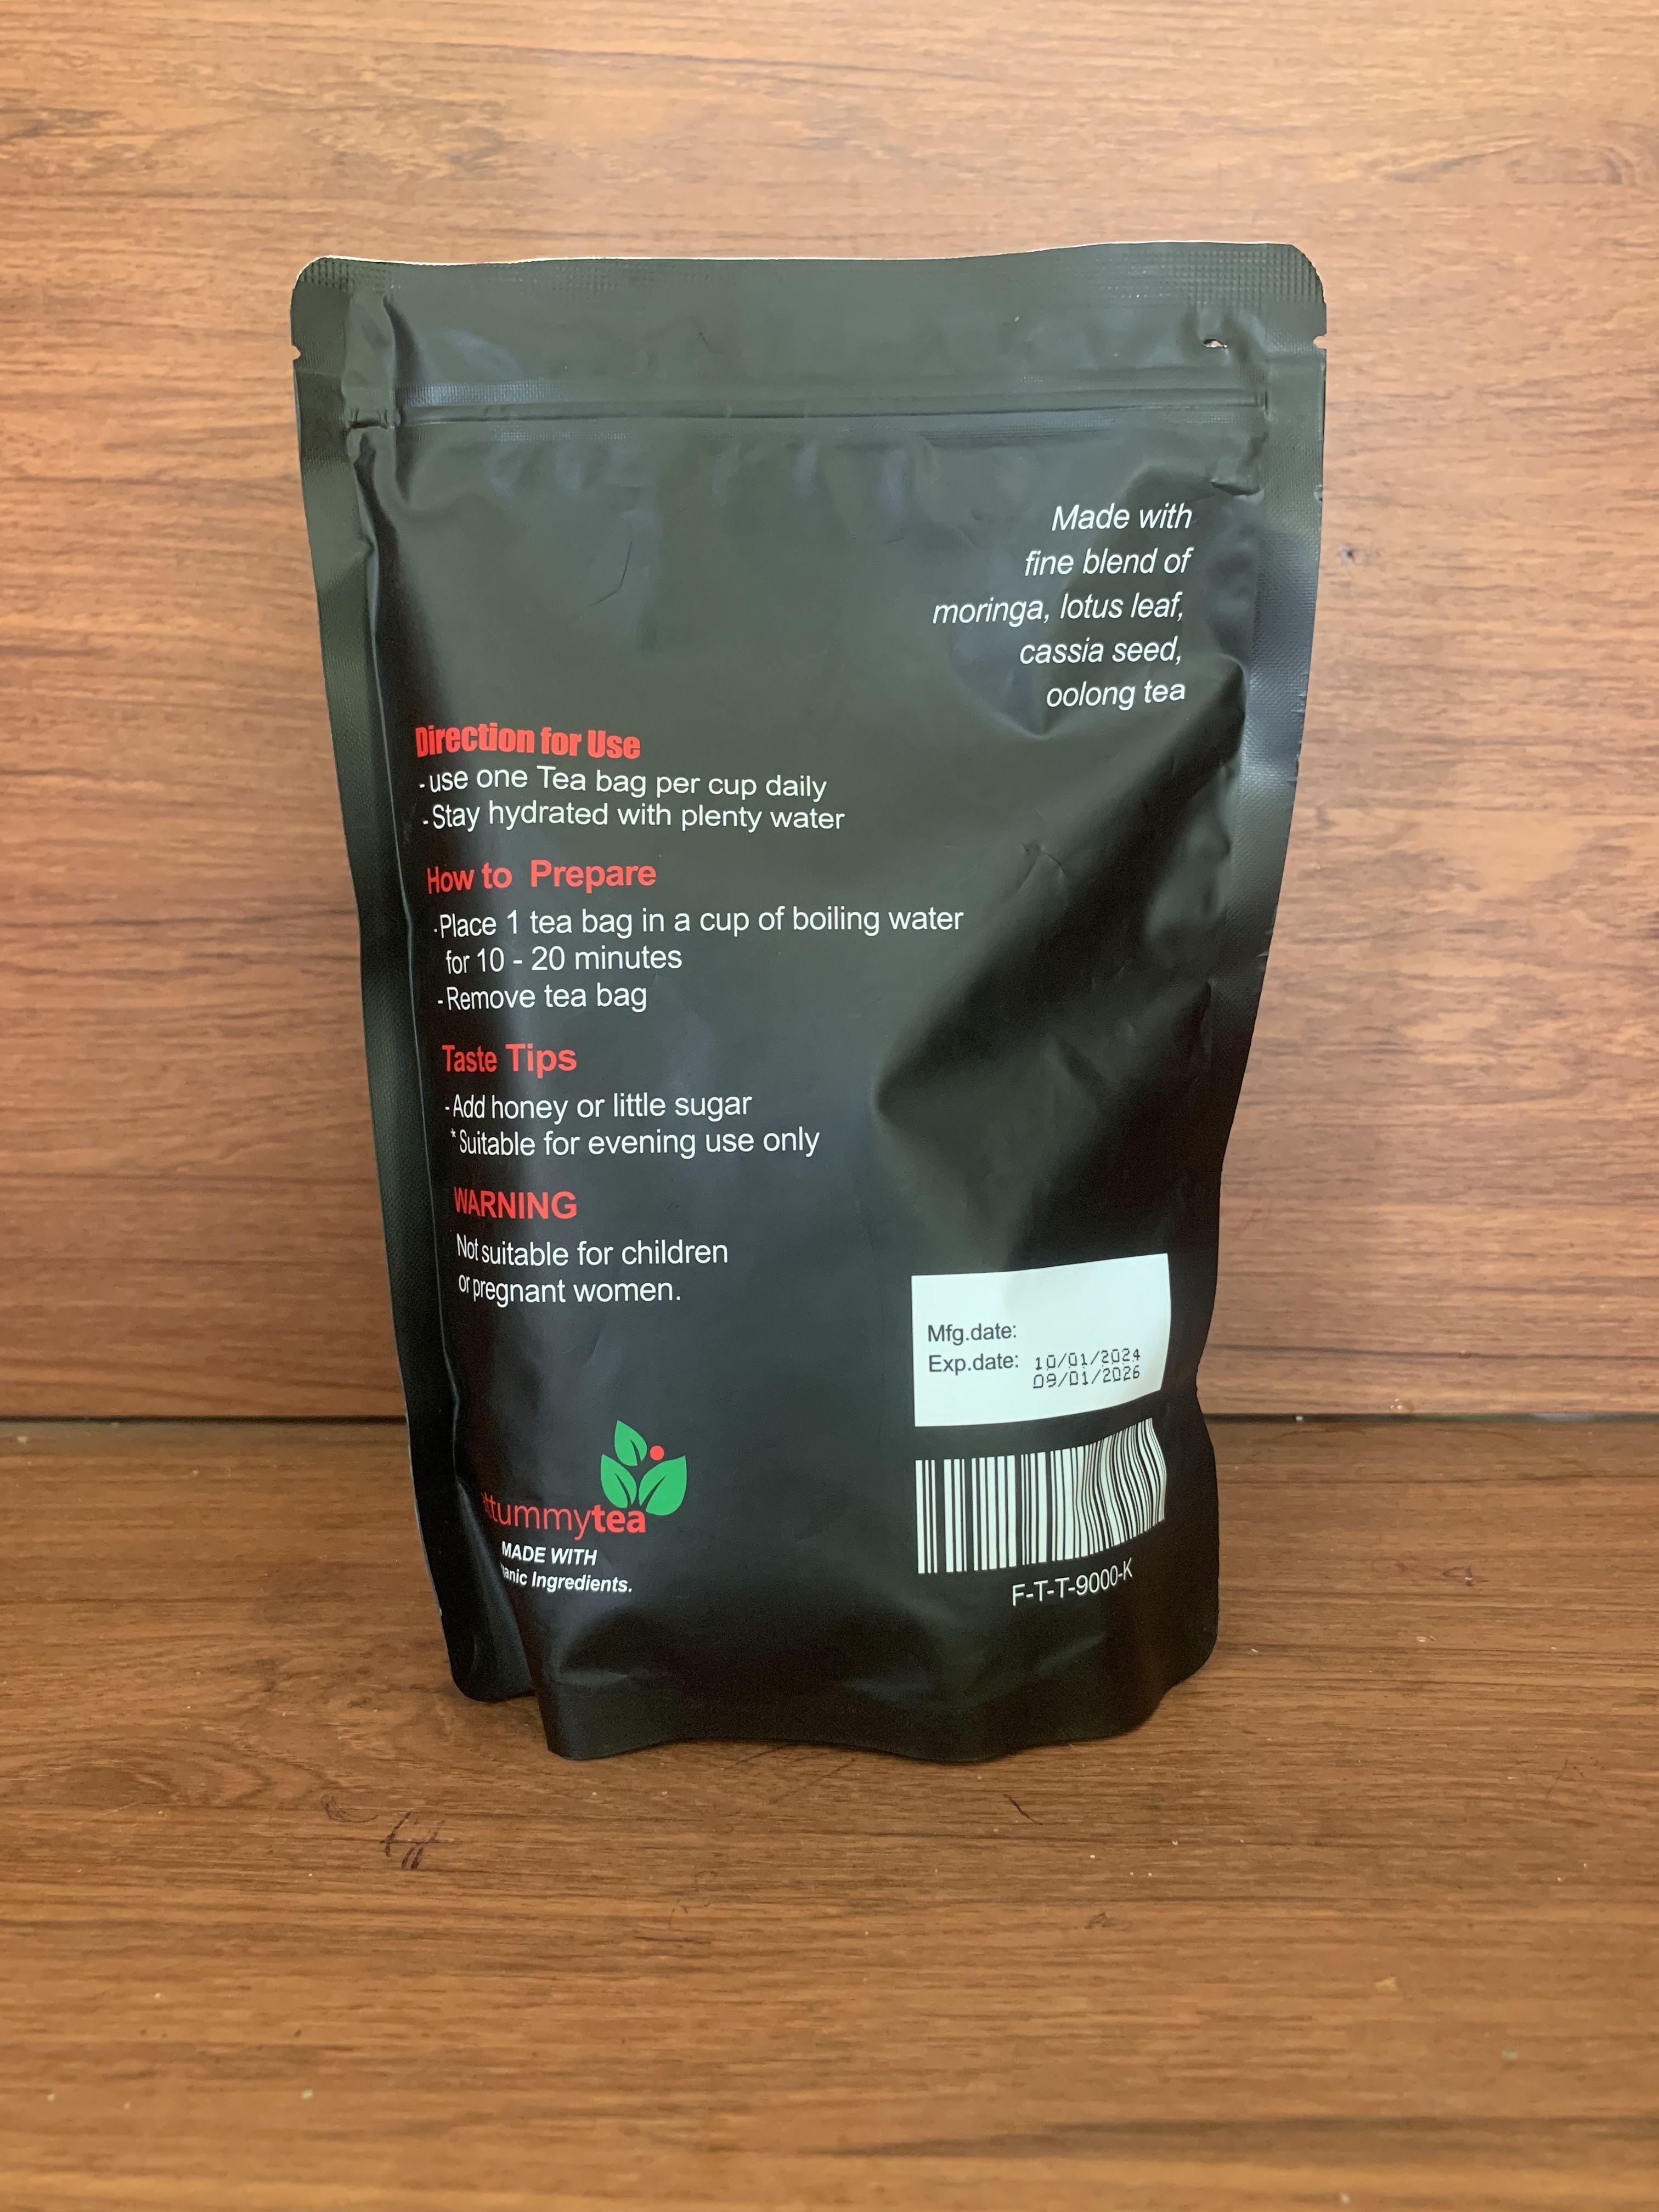 Made with
fine blend of
moringa, lotus leaf,
cassia seed,
oolong tea
Direction for Use
-use one Tea bag per cup daily
-Stay hydrated with plenty water
How to Prepare
-Place 1 tea bag in a cup of boiling water
for 10 - 20 minutes
-Remove tea bag
Taste Tips
-Add honey or little sugar
*Suitable for evening use only
WARNING
Not suitable for children
or pregnant women.
Mfg.date:
Exp.date: 10/01/2024
09/01/2026
ttummytea
MADE WITH
anic Ingredients.
F-T-T-9000-K